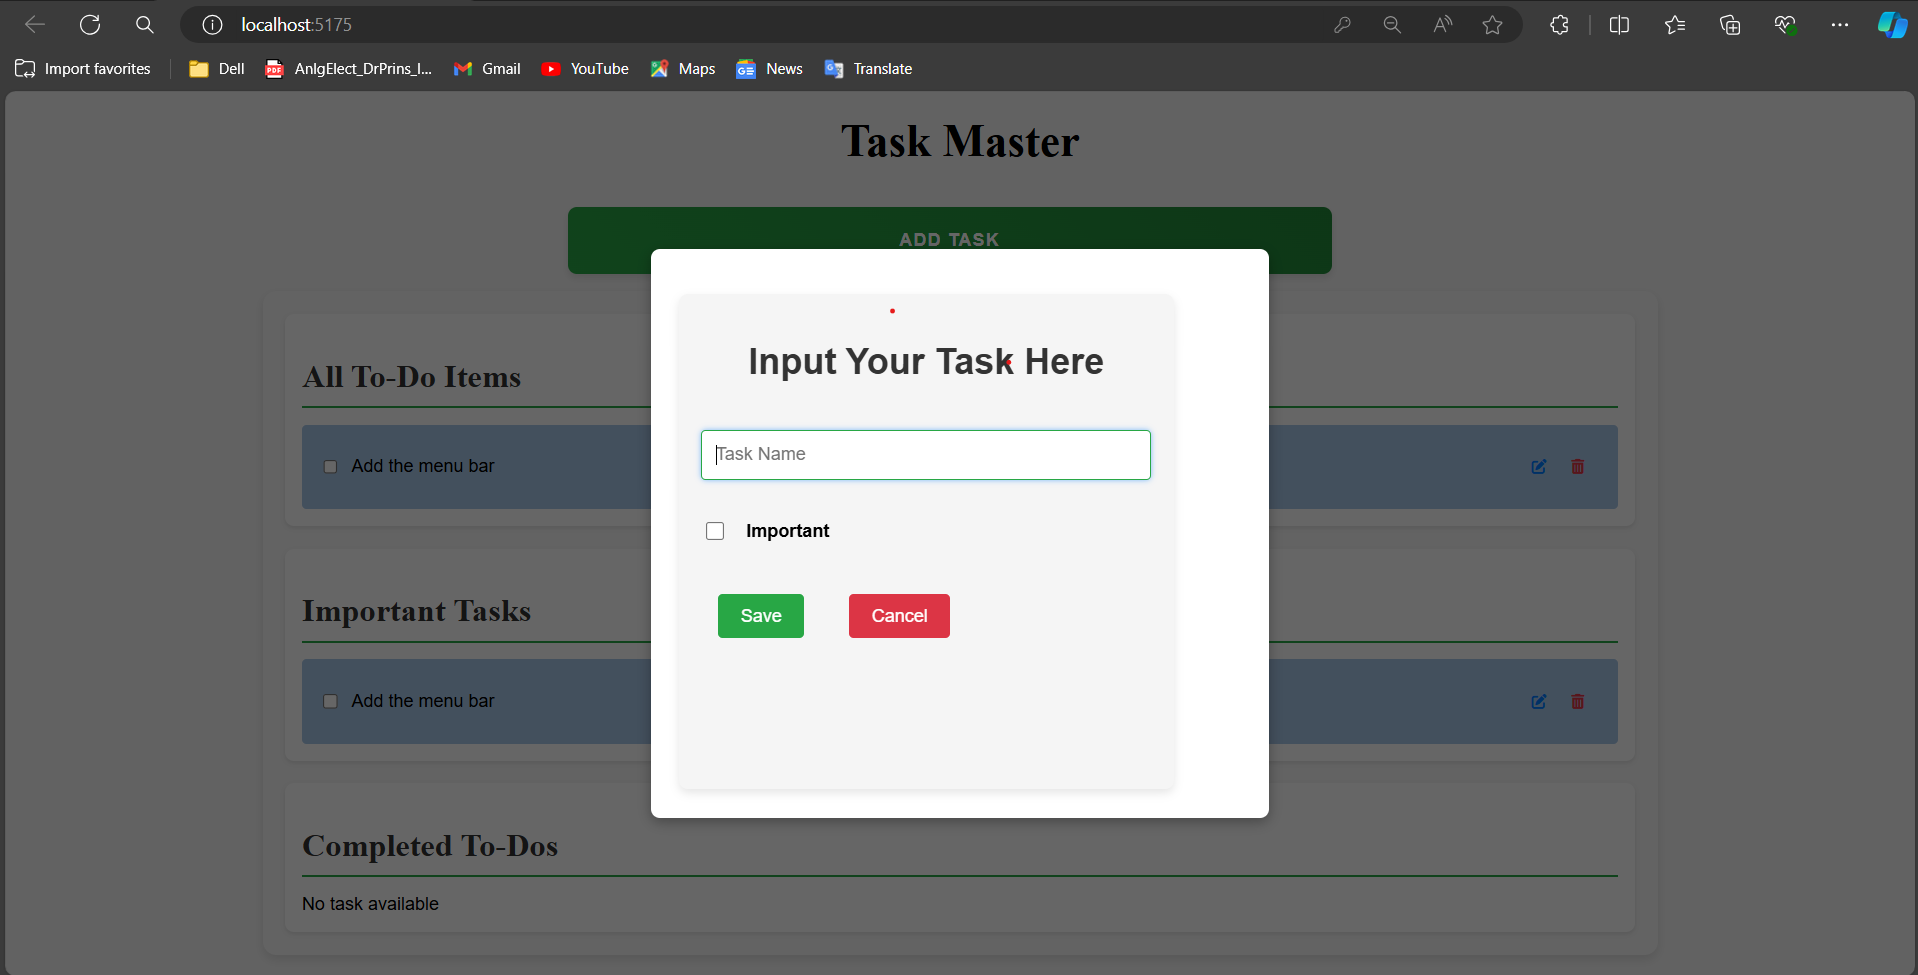 localhost:5175
Import favorites
Dell
AnlgElect_DrPrins_I...
Gmail
YouTube
Maps
News
Translate
Task Master
ADD TASK
Input Your Task Here
Task Name
Important
Save
Cancel
All To-Do Items
Add the menu bar
Important Tasks
Add the menu bar
Completed To-Dos
No task available